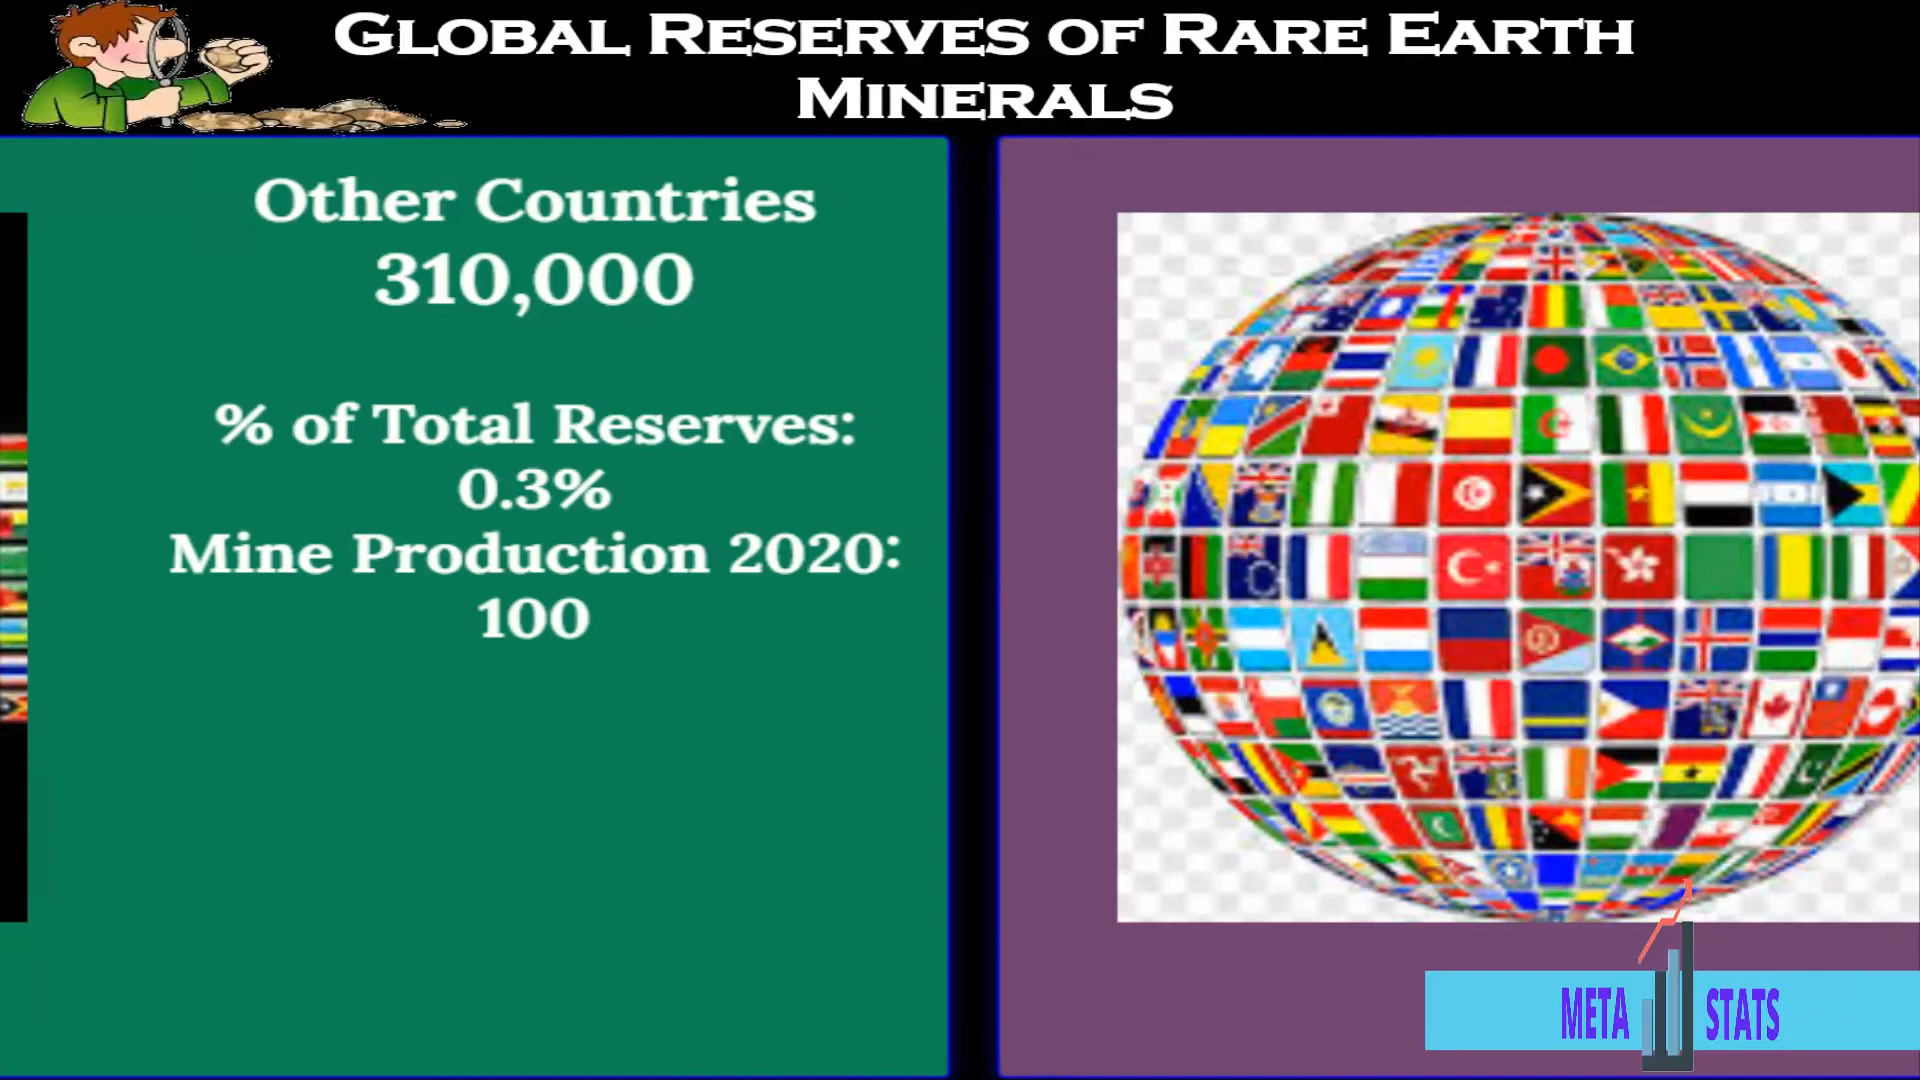 GLOBAL RESERVES OF RARE EARTH
MINERALS
Other Countries
310,000
% of Total Reserves:
0.3%
Mine Production 2020:
100
META STATS